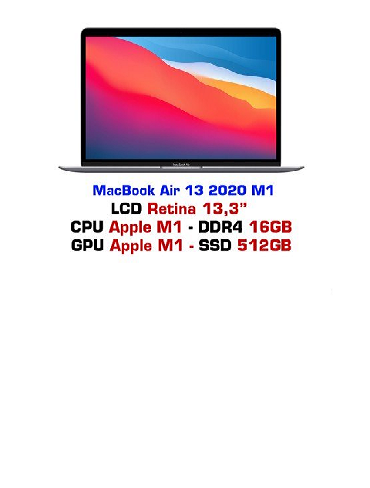 MacBook Air 13 2020 M1
LCD Retina 13,3”
CPU Apple M1 - DDR4 16GB
GPU Apple M1 - SSD 512GB